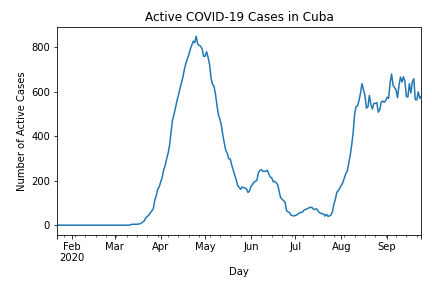 Active COVID-19 Cases in Cuba
Number of Active Cases
800
600
400
200
0
Feb Mar Apr May Jun Jul Aug Sep
2020
Day